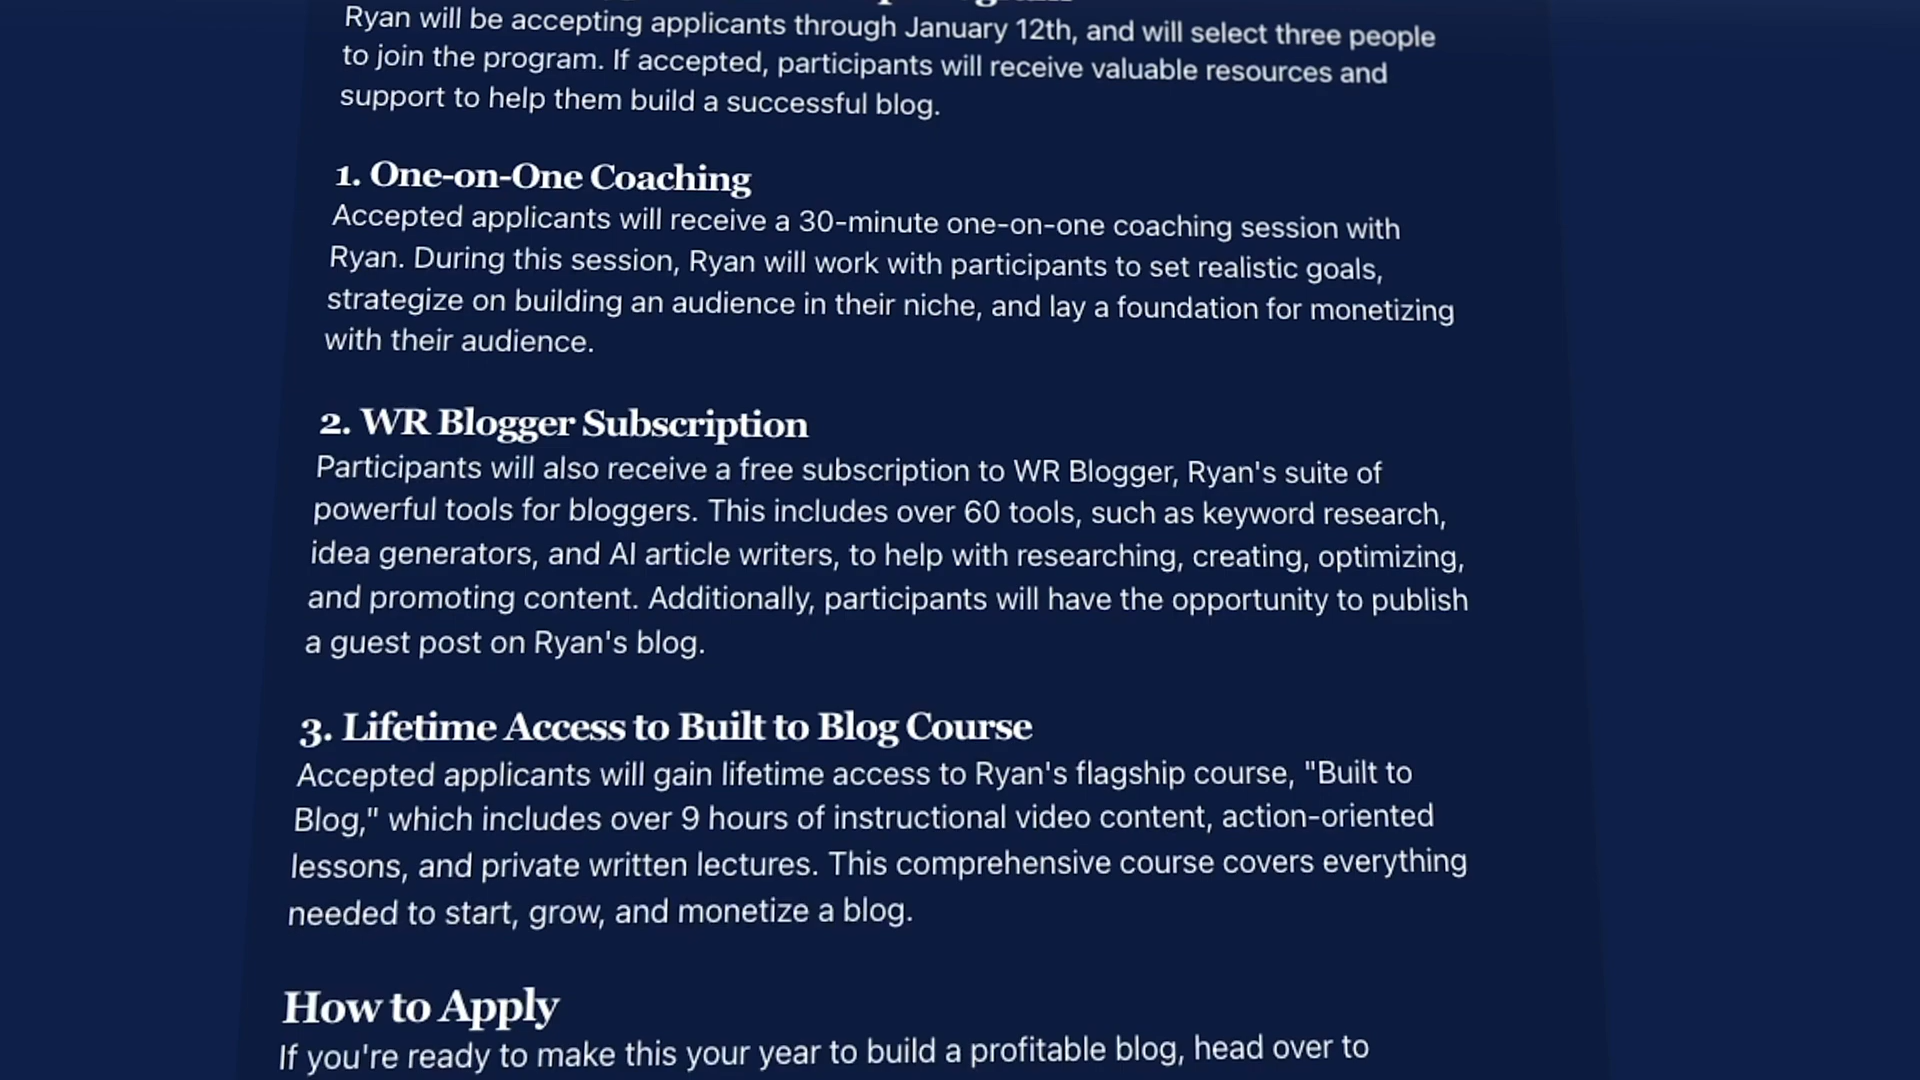 Ryan will be accepting applicants through January 12th, and will select three people
to join the program. If accepted, participants will receive valuable resources and
support to help them build a successful blog.
1. One-on-One Coaching
Accepted applicants will receive a 30-minute one-on-one coaching session with
Ryan. During this session, Ryan will work with participants to set realistic goals,
strategize on building an audience in their niche, and lay a foundation for monetizing
with their audience.
2. WR Blogger Subscription
Participants will also receive a free subscription to WR Blogger, Ryan's suite of
powerful tools for bloggers. This includes over 60 tools, such as keyword research,
idea generators, and AI article writers, to help with researching, creating, optimizing,
and promoting content. Additionally, participants will have the opportunity to publish
a guest post on Ryan's blog.
3. Lifetime Access to Built to Blog Course
Accepted applicants will gain lifetime access to Ryan's flagship course, "Built to
Blog," which includes over 9 hours of instructional video content, action-oriented
lessons, and private written lectures. This comprehensive course covers everything
needed to start, grow, and monetize a blog.
How to Apply
If you're ready to make this your year to build a profitable blog, head over to